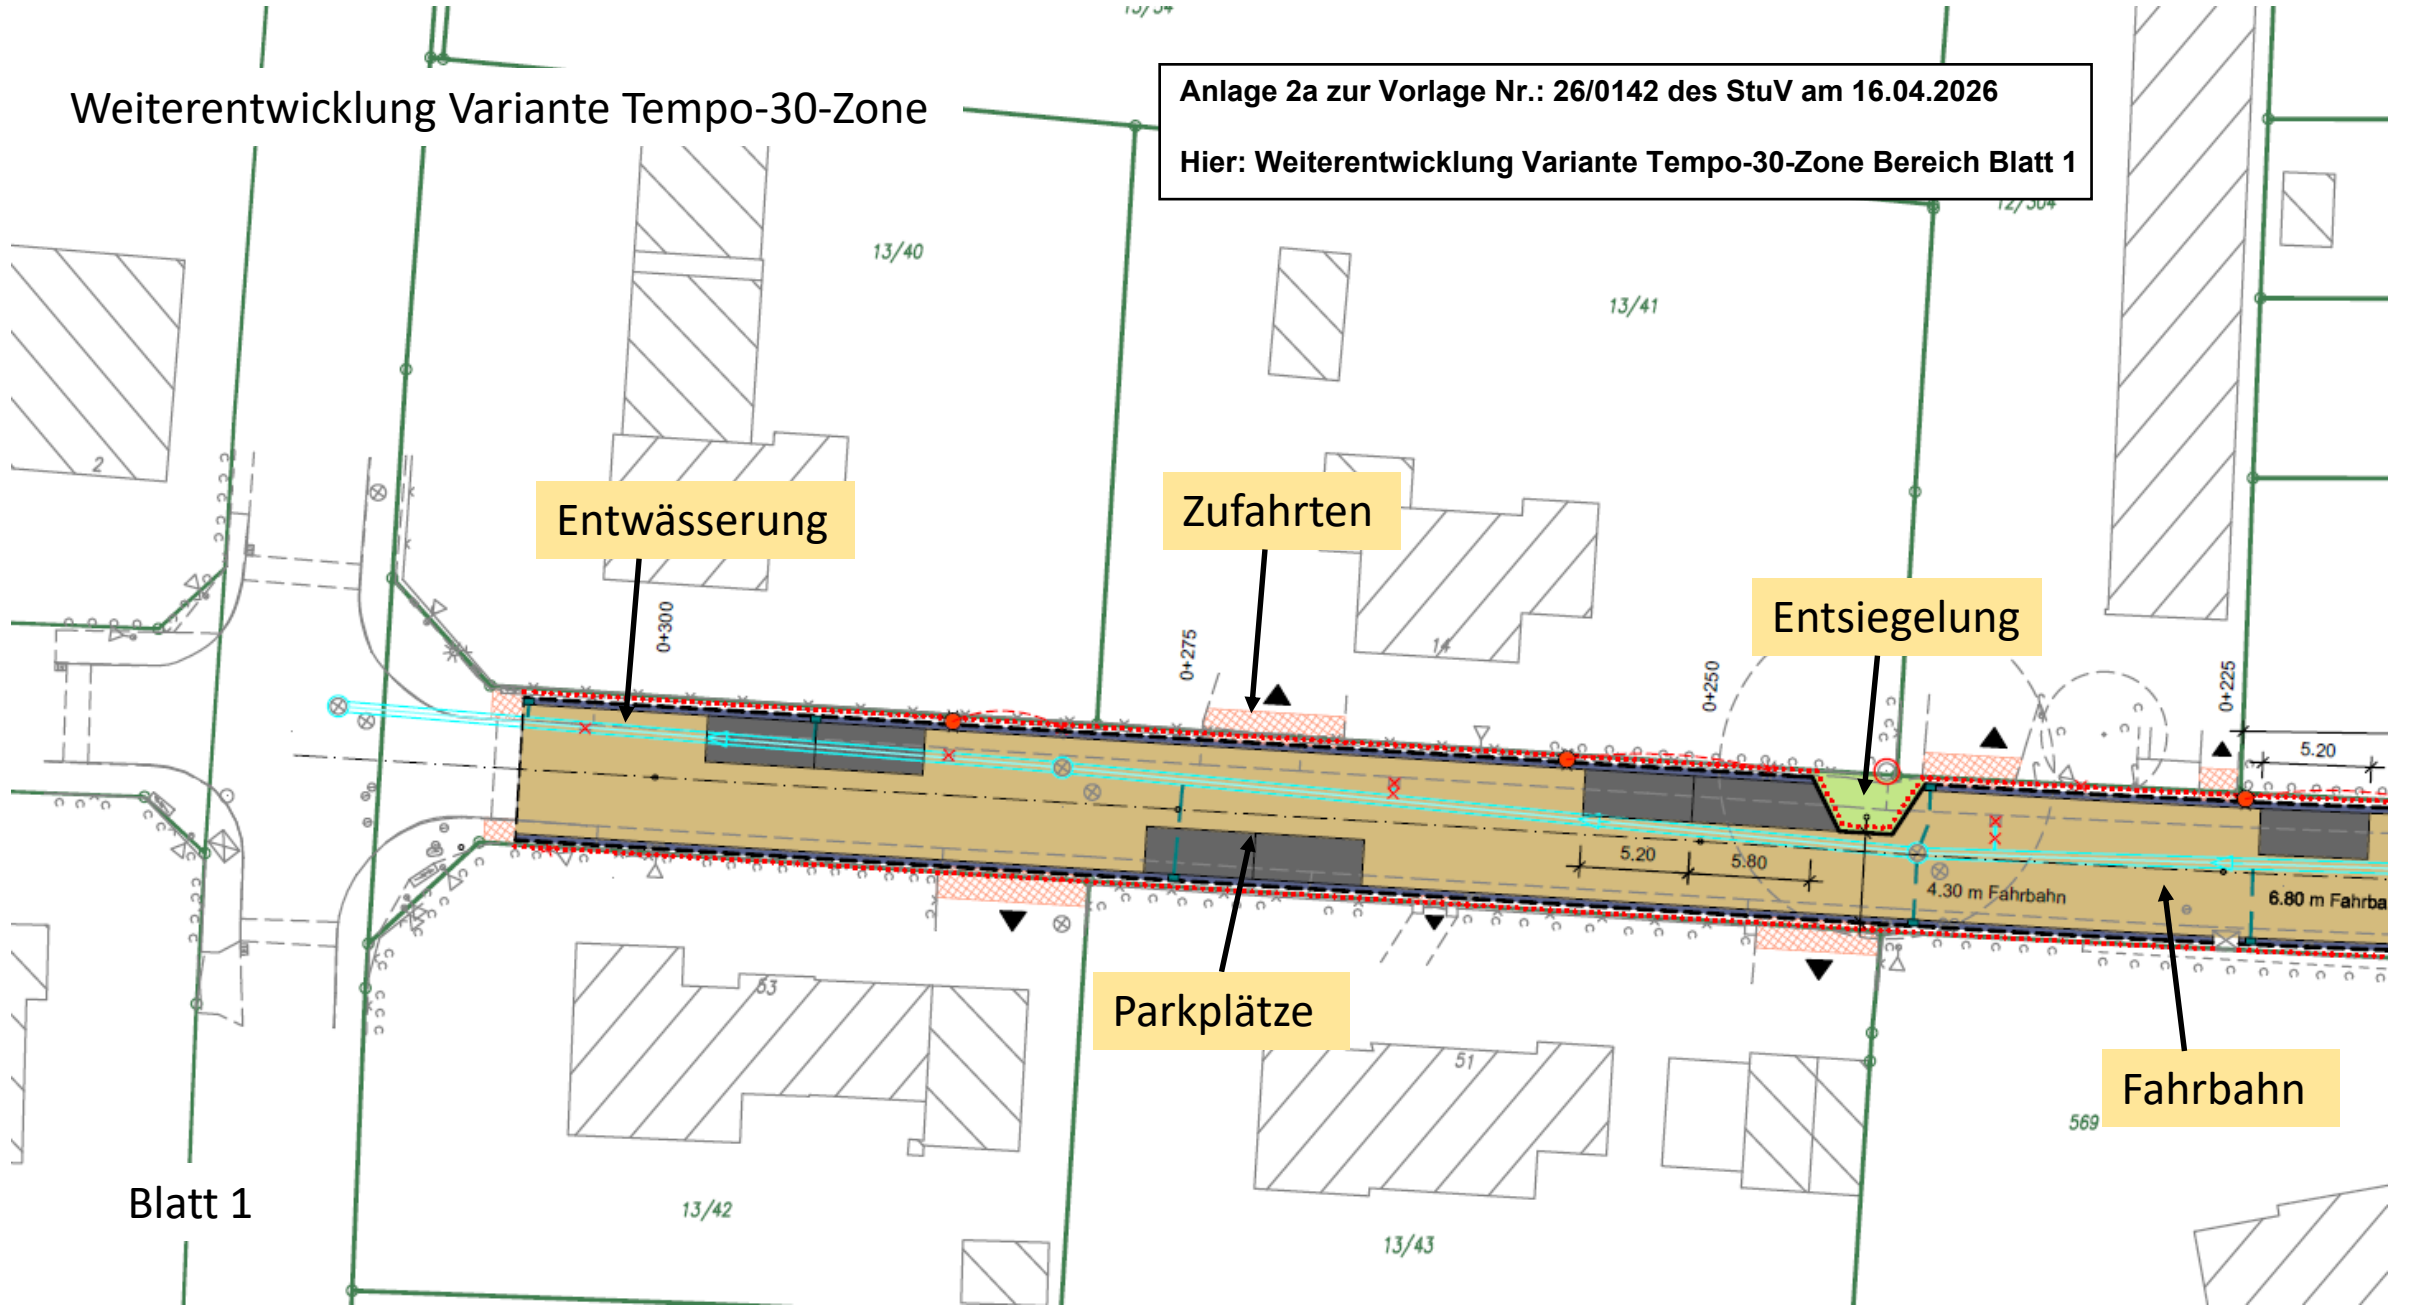 Weiterentwicklung Variante Tempo-30-Zone
Anlage 2a zur Vorlage Nr.: 26/0142 des StuV am 16.04.2026
Hier: Weiterentwicklung Variante Tempo-30-Zone Bereich Blatt 1
13/40
13/41
2
Entwässerung
Zufahrten
Entsiegelung
14
0+300
0+275
0+250
0+225
5.20
5.20
5.80
4.30 m Fahrbahn
6.80 m Fahrba
53
Parkplätze
51
Fahrbahn
569
Blatt 1
13/42
13/43